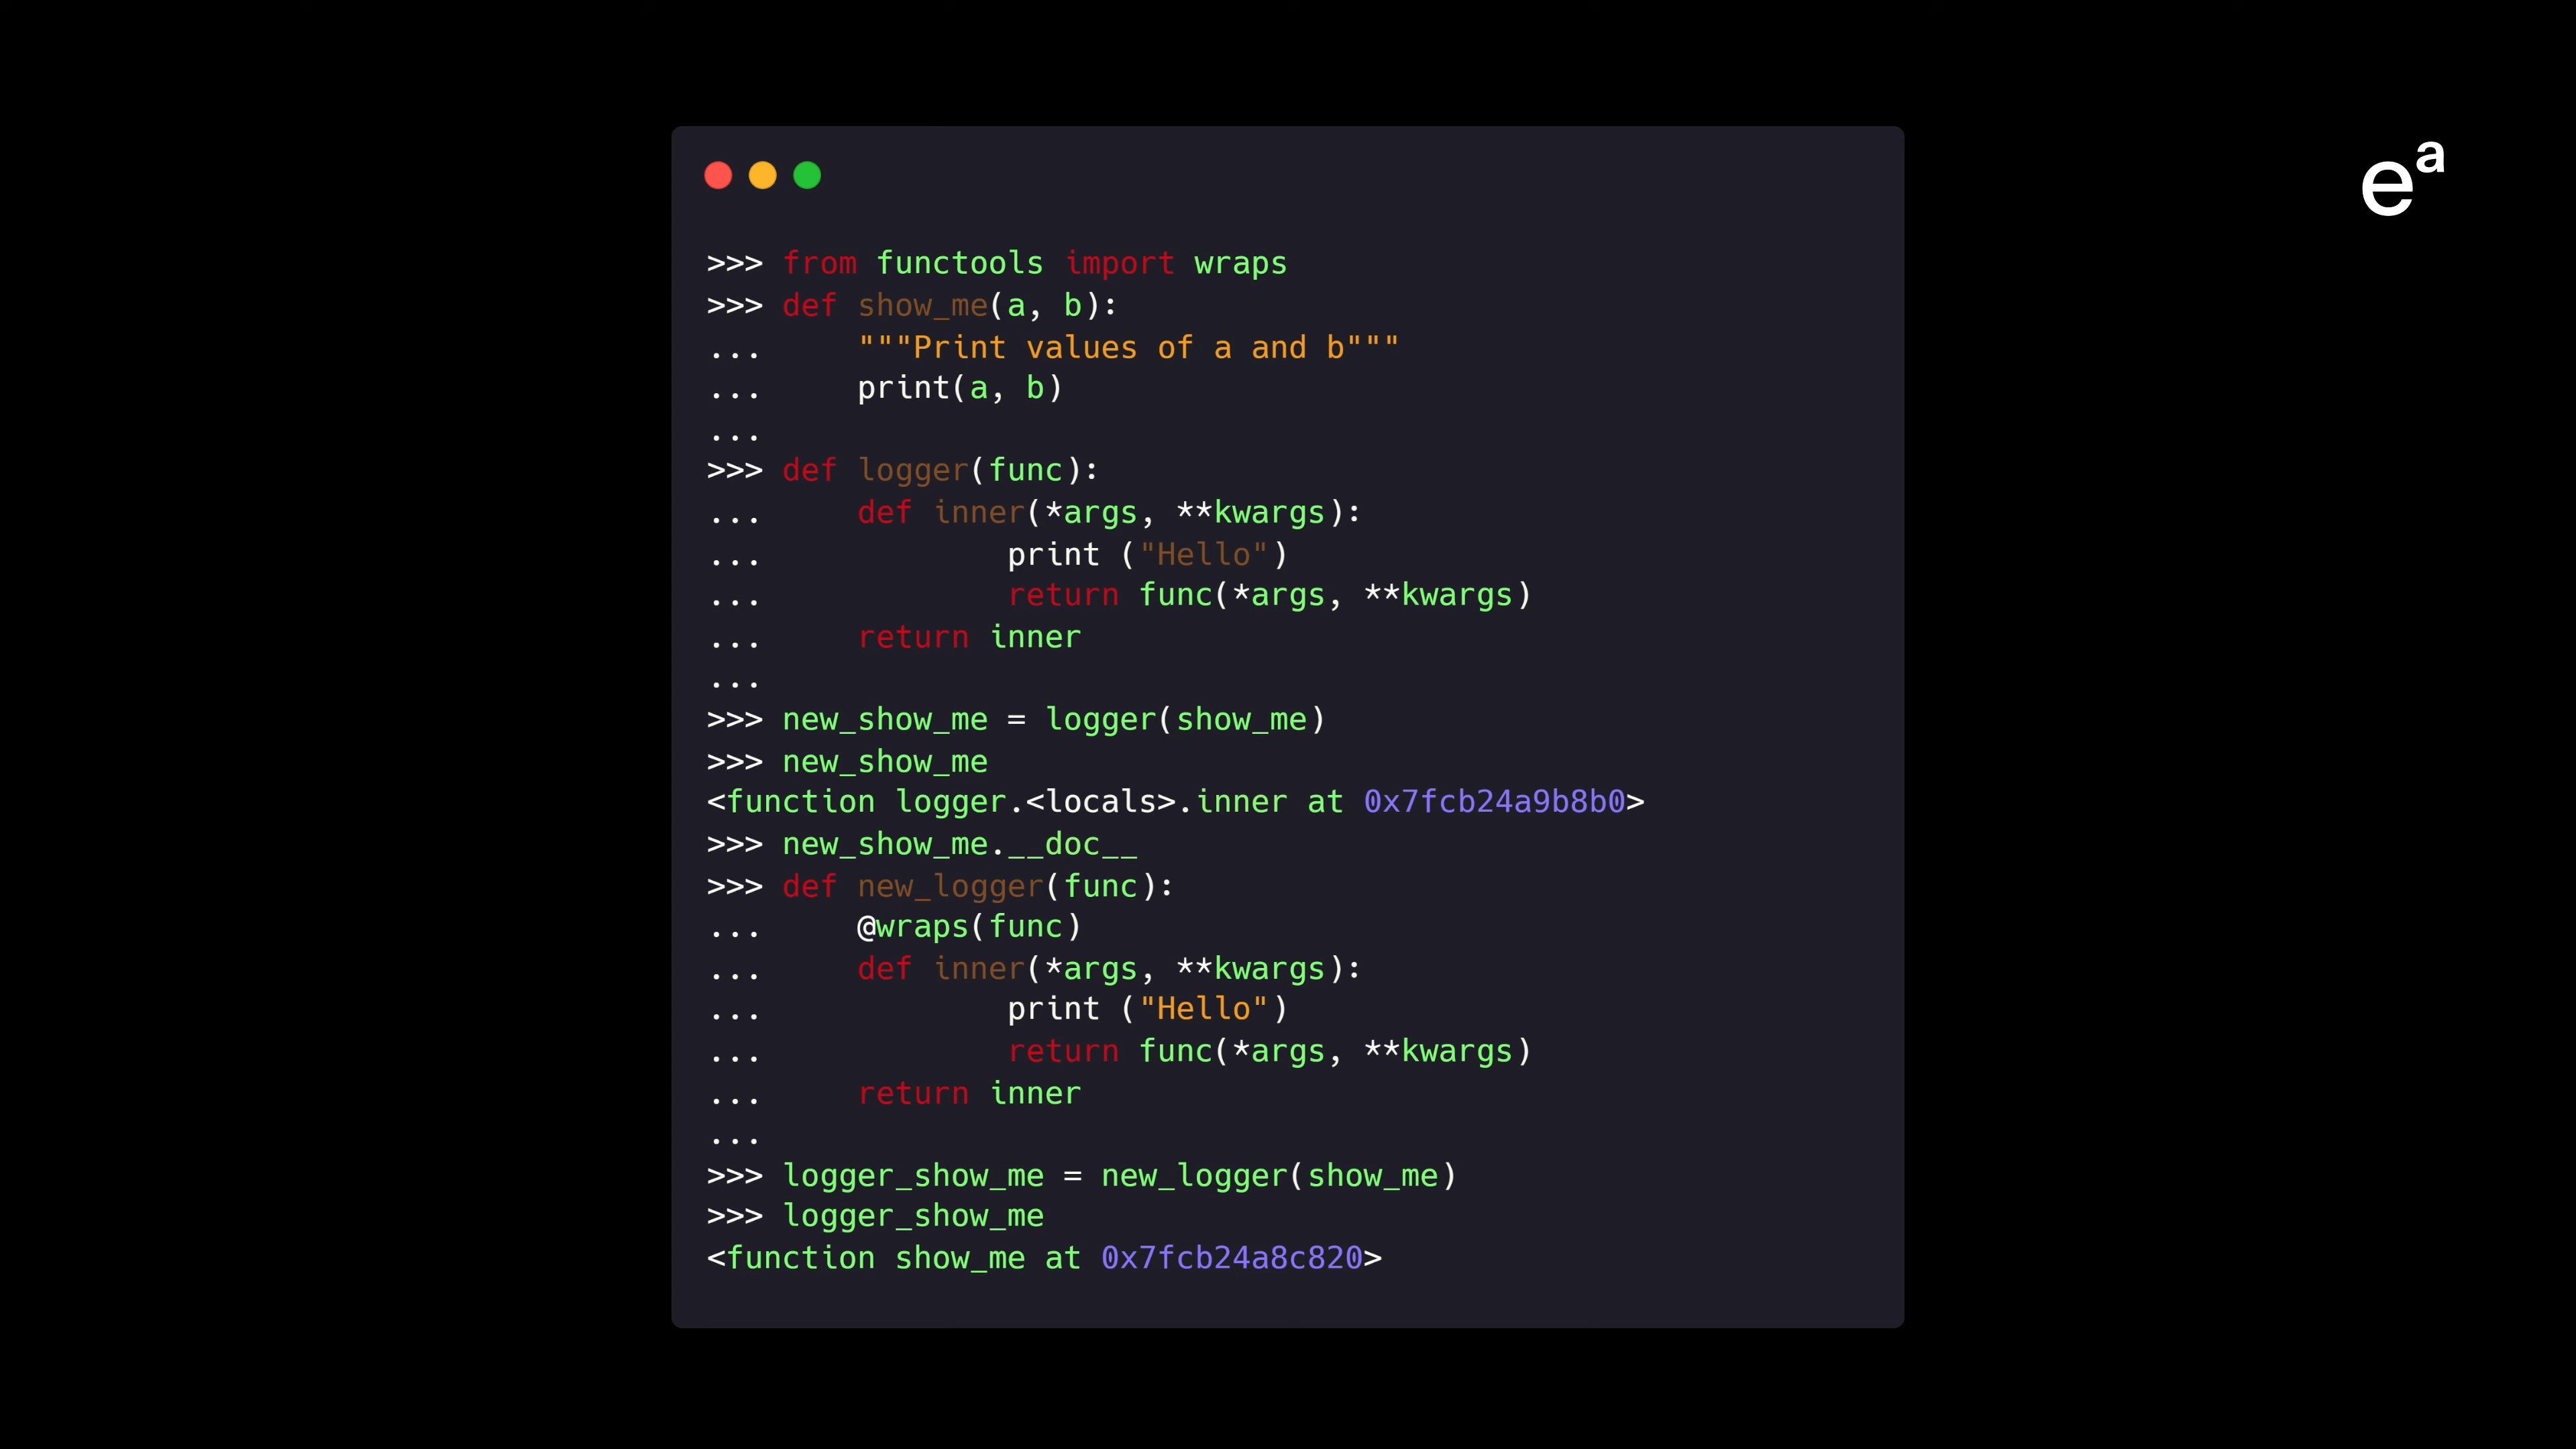 ea
>>> from functools import wraps
>>> def show_me(a, b):
...     """Print values of a and b"""
...     print(a, b)
...
>>> def logger(func):
...     def inner(*args, **kwargs):
...             print ("Hello")
...             return func(*args, **kwargs)
...     return inner
...
>>> new_show_me = logger(show_me)
>>> new_show_me
<function logger.<locals>.inner at 0x7fcb24a9b8b0>
>>> new_show_me.__doc__
>>> def new_logger(func):
...     @wraps(func)
...     def inner(*args, **kwargs):
...             print ("Hello")
...             return func(*args, **kwargs)
...     return inner
...
>>> logger_show_me = new_logger(show_me)
>>> logger_show_me
<function show_me at 0x7fcb24a8c820>